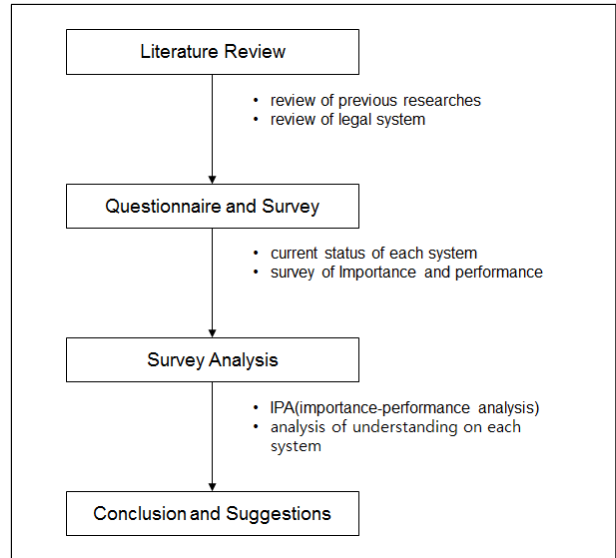 Literature Review
• review of previous researches
• review of legal system
Questionnaire and Survey
• current status of each system
• survey of Importance and performance
Survey Analysis
• IPA(importance-performance analysis)
• analysis of understanding on each
system
Conclusion and Suggestions